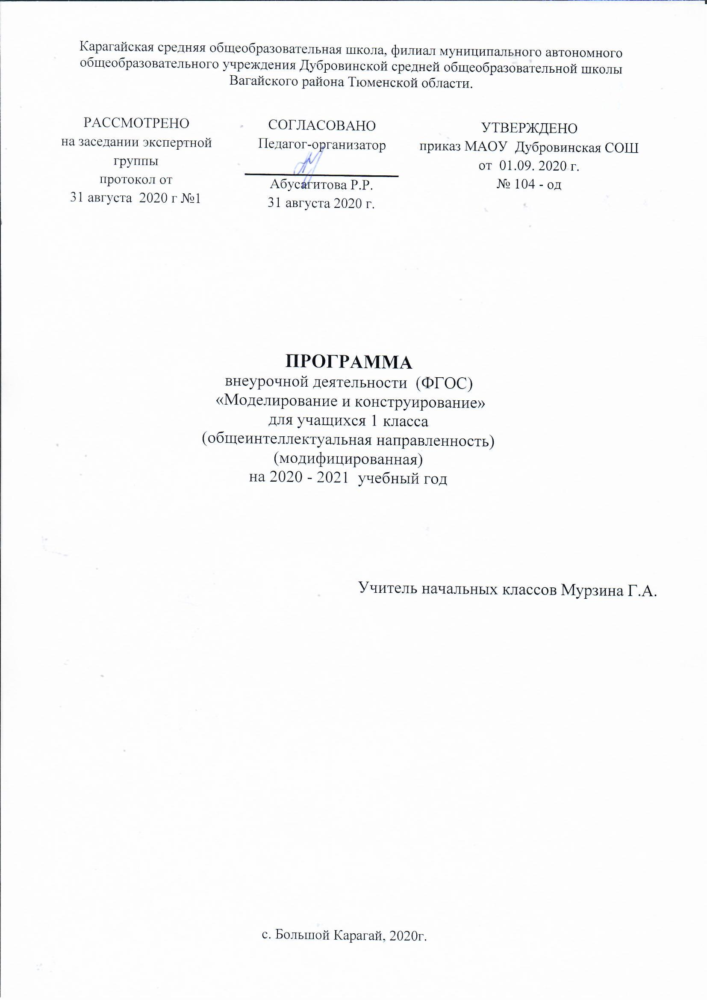 Карагайская средняя общеобразовательная школа, филиал муниципального автономного
общеобразовательного учреждения Дубровинской средней общеобразовательной школы
Вагайского района Тюменской области.
РАССМОТРЕНО
на заседании экспертной
группы
протокол от
31 августа  2020 г №1
СОГЛАСОВАНО
Педагог-организатор
Абусагитова Р.Р.
31 августа 2020 г.
УТВЕРЖДЕНО
приказ МАОУ  Дубровинская СОШ
от  01.09. 2020 г.
№ 104 - од
ПРОГРАММА
внеурочной деятельности  (ФГОС)
«Моделирование и конструирование»
для учащихся 1 класса
(общеинтеллектуальная направленность)
(модифицированная)
на 2020 - 2021  учебный год
Учитель начальных классов Мурзина Г.А.
с. Большой Карагай, 2020г.